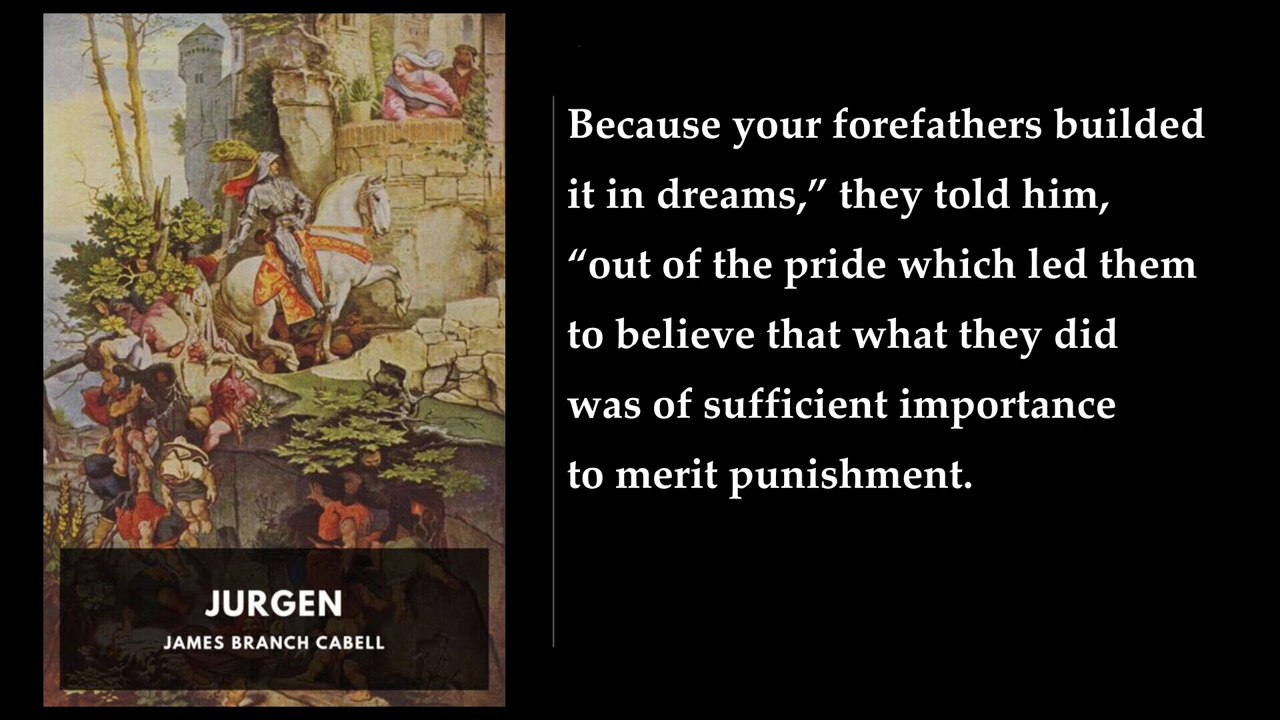 JURGEN
JAMES BRANCH CABELL
Because your forefathers builded
it in dreams,” they told him,
“out of the pride which led them
to believe that what they did
was of sufficient importance
to merit punishment.